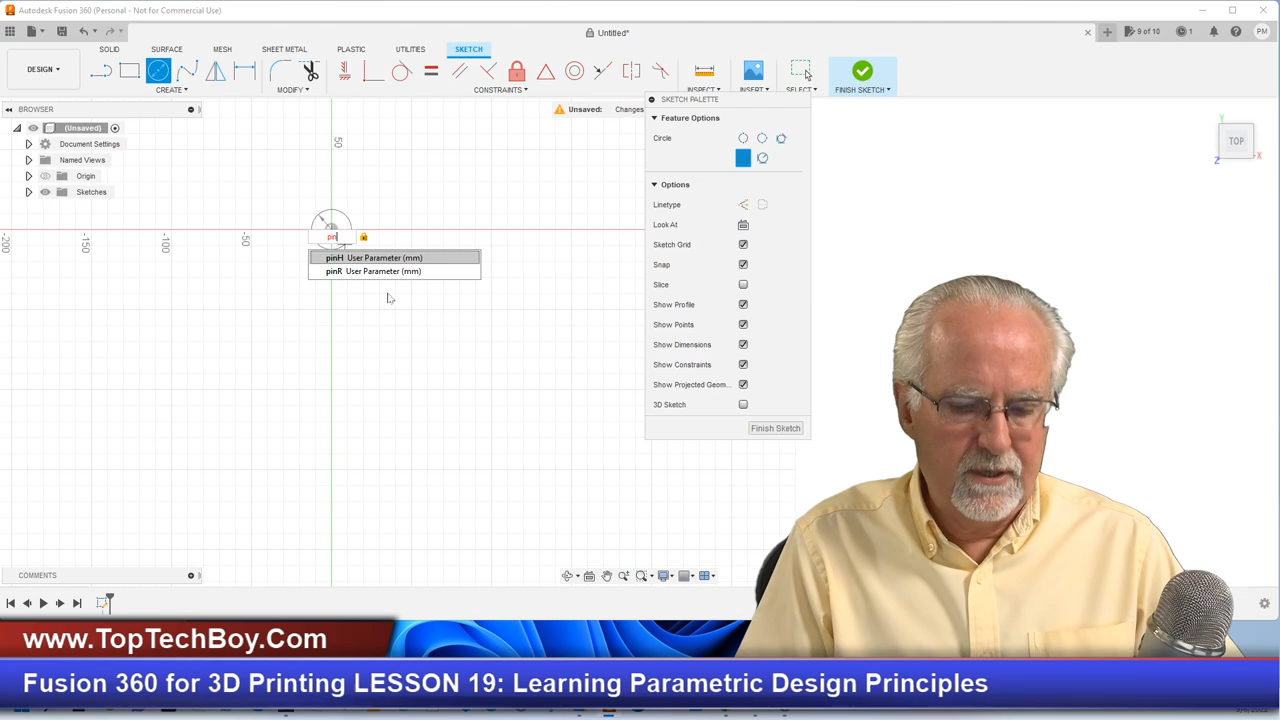 Autodesk Fusion 360 (Personal - Not for Commercial Use)
Untitled*
9 of 10
1
PM
DESIGN
SOLID
SURFACE
MESH
SHEET METAL
PLASTIC
UTILITIES
SKETCH
CREATE
MODIFY
CONSTRAINTS
INSPECT
INSERT
SELECT
FINISH SKETCH
BROWSER
(Unsaved)
Document Settings
Named Views
Origin
Sketches
Unsaved:
Changes
50
-200
-150
-100
-50
pin
pinH User Parameter (mm)
pinR User Parameter (mm)
SKETCH PALETTE
Feature Options
Circle
Options
Linetype
Look At
Sketch Grid
Snap
Slice
Show Profile
Show Points
Show Dimensions
Show Constraints
Show Projected Geom...
3D Sketch
Finish Sketch
Y
TOP
X
Z
COMMENTS
www.TopTechBoy.Com
Fusion 360 for 3D Printing LESSON 19: Learning Parametric Design Principles